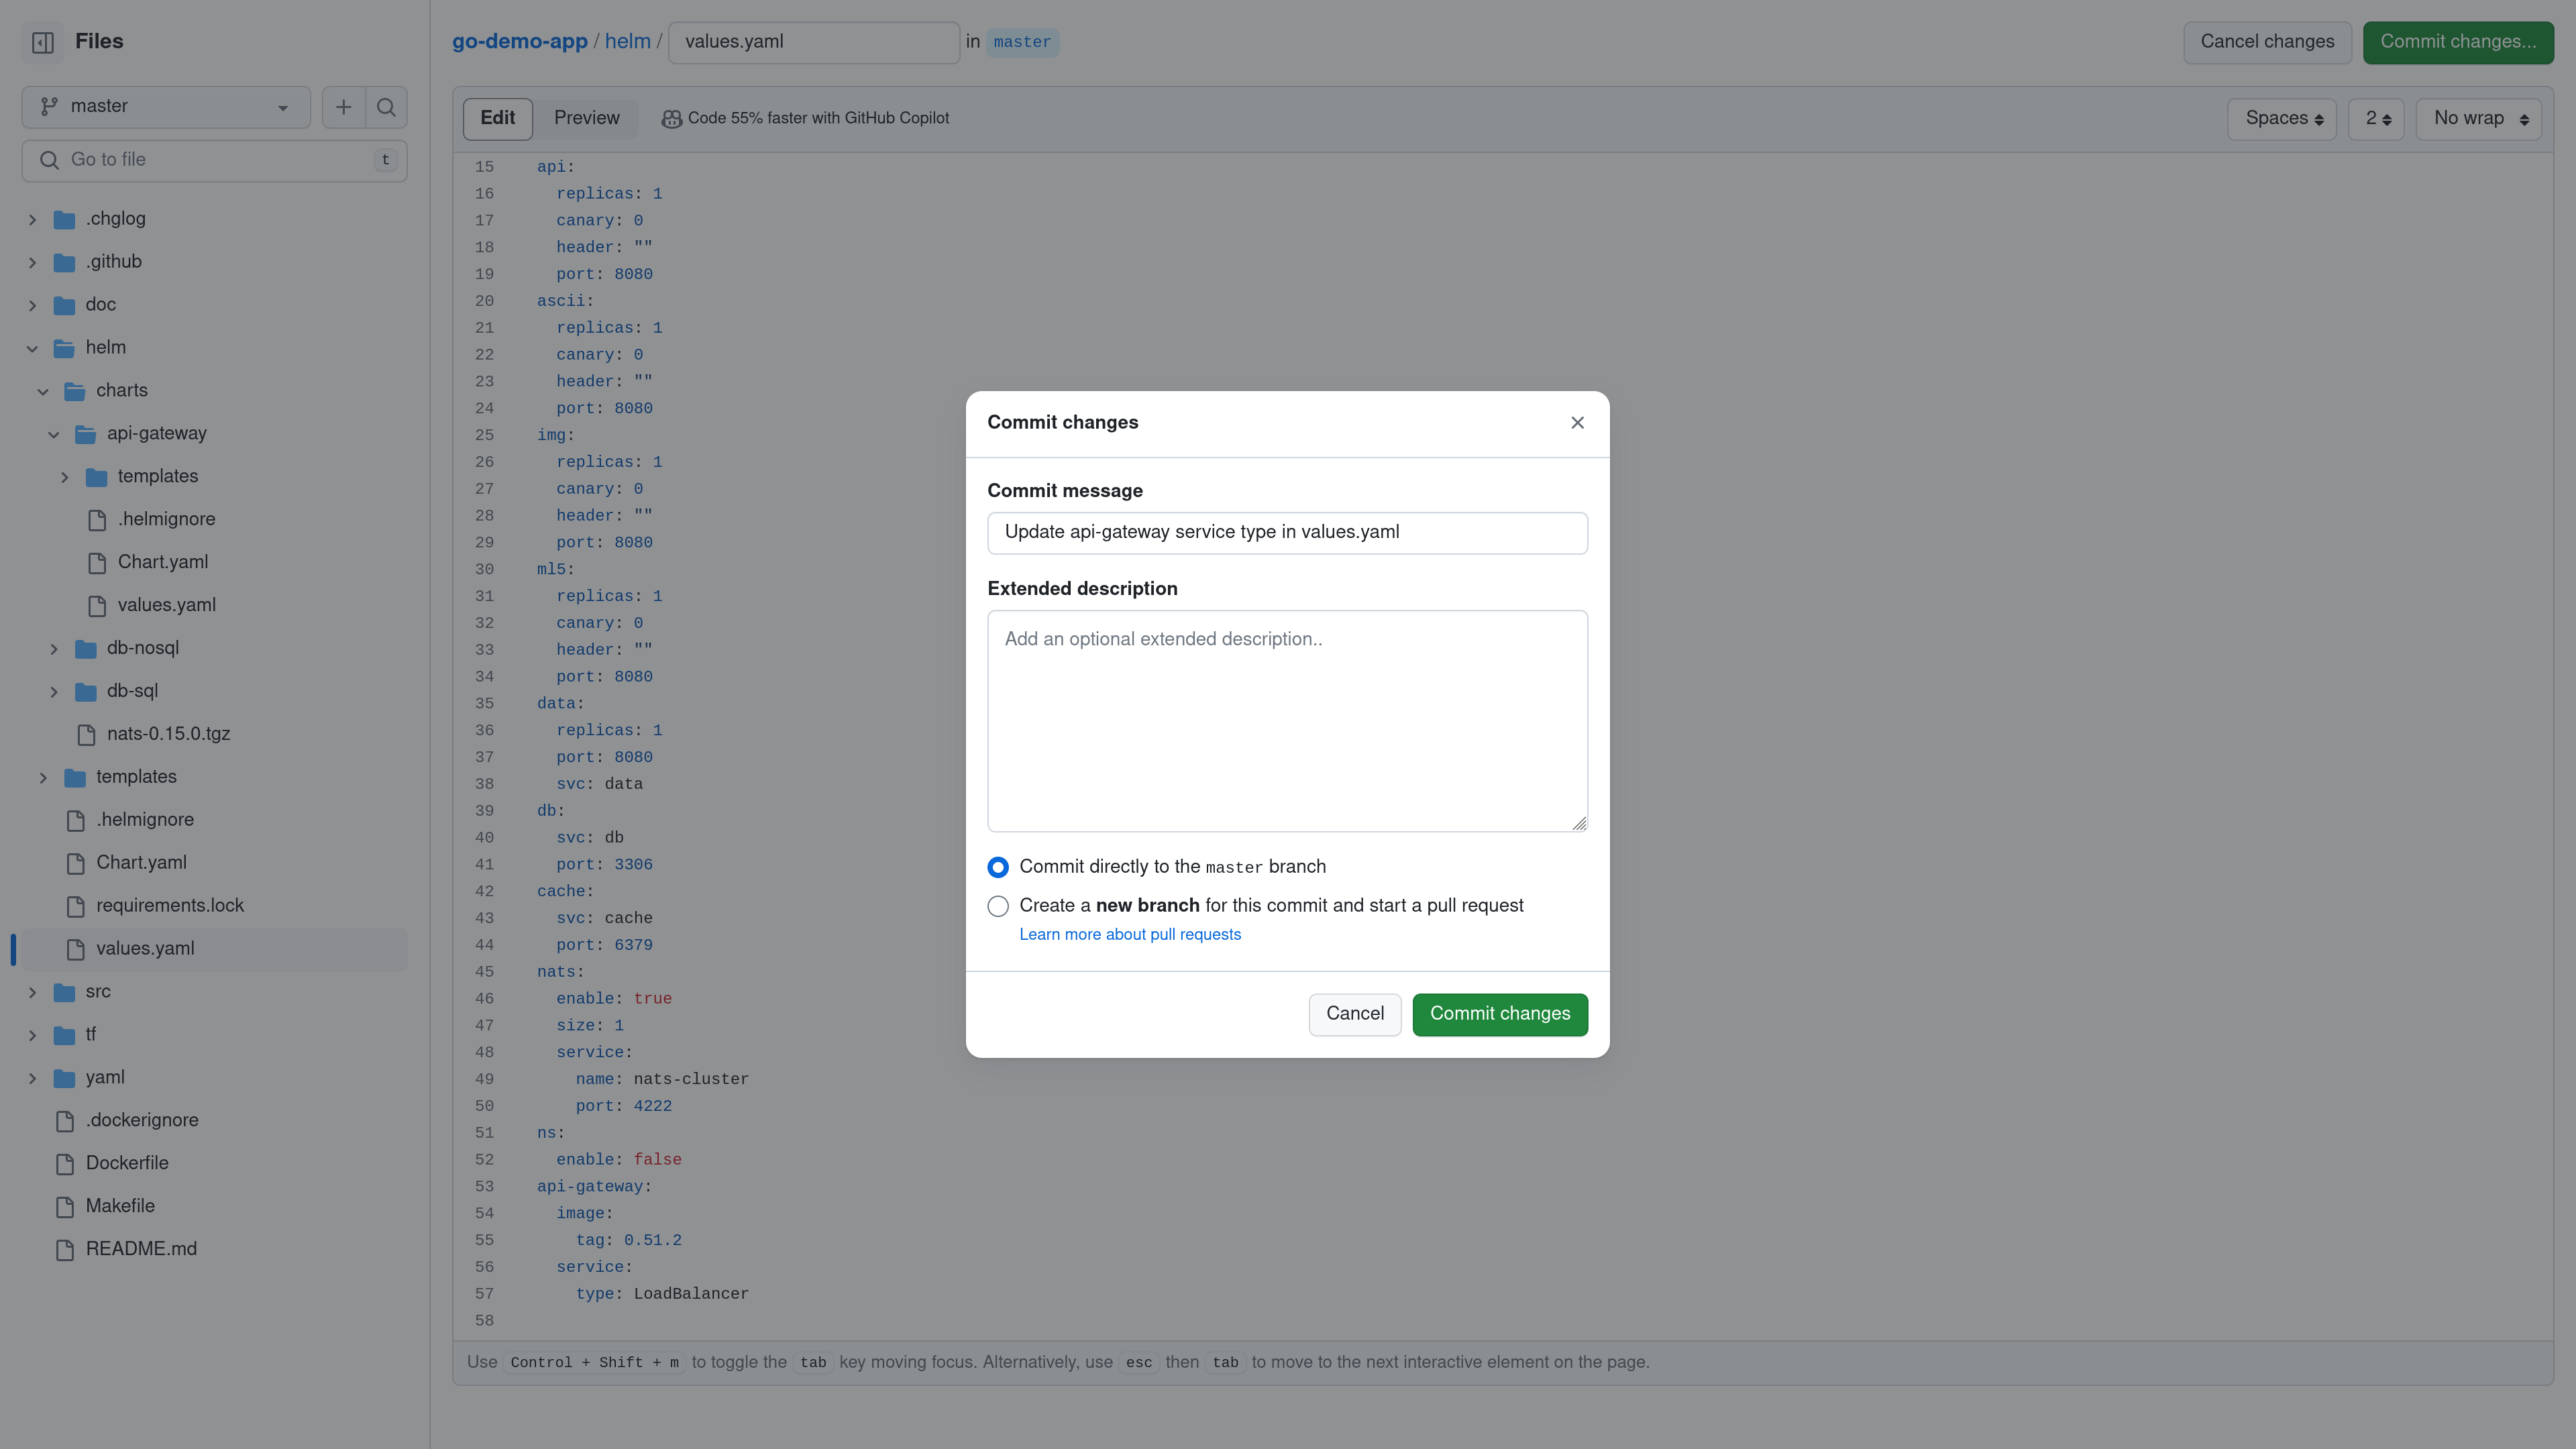 Files
master
Go to file
t
.chglog
.github
doc
helm
charts
api-gateway
templates
.helmignore
Chart.yaml
values.yaml
db-nosql
db-sql
nats-0.15.0.tgz
templates
.helmignore
Chart.yaml
requirements.lock
values.yaml
src
tf
yaml
.dockerignore
Dockerfile
Makefile
README.md
go-demo-app / helm / values.yaml in master
Cancel changes
Commit changes...
Edit
Preview
Code 55% faster with GitHub Copilot
Spaces
2
No wrap
15 api:
16 replicas: 1
17 canary: 0
18 header: ""
19 port: 8080
20 ascii:
21 replicas: 1
22 canary: 0
23 header: ""
24 port: 8080
25 img:
26 replicas: 1
27 canary: 0
28 header: ""
29 port: 8080
30 ml5:
31 replicas: 1
32 canary: 0
33 header: ""
34 port: 8080
35 data:
36 replicas: 1
37 port: 8080
38 svc: data
39 db:
40 svc: db
41 port: 3306
42 cache:
43 svc: cache
44 port: 6379
45 nats:
46 enable: true
47 size: 1
48 service:
49 name: nats-cluster
50 port: 4222
51 ns:
52 enable: false
53 api-gateway:
54 image:
55 tag: 0.51.2
56 service:
57 type: LoadBalancer
58
Use Control + Shift + m to toggle the tab key moving focus. Alternatively, use esc then tab to move to the next interactive element on the page.
Commit changes
Commit message
Update api-gateway service type in values.yaml
Extended description
Add an optional extended description..
Commit directly to the master branch
Create a new branch for this commit and start a pull request
Learn more about pull requests
Cancel
Commit changes